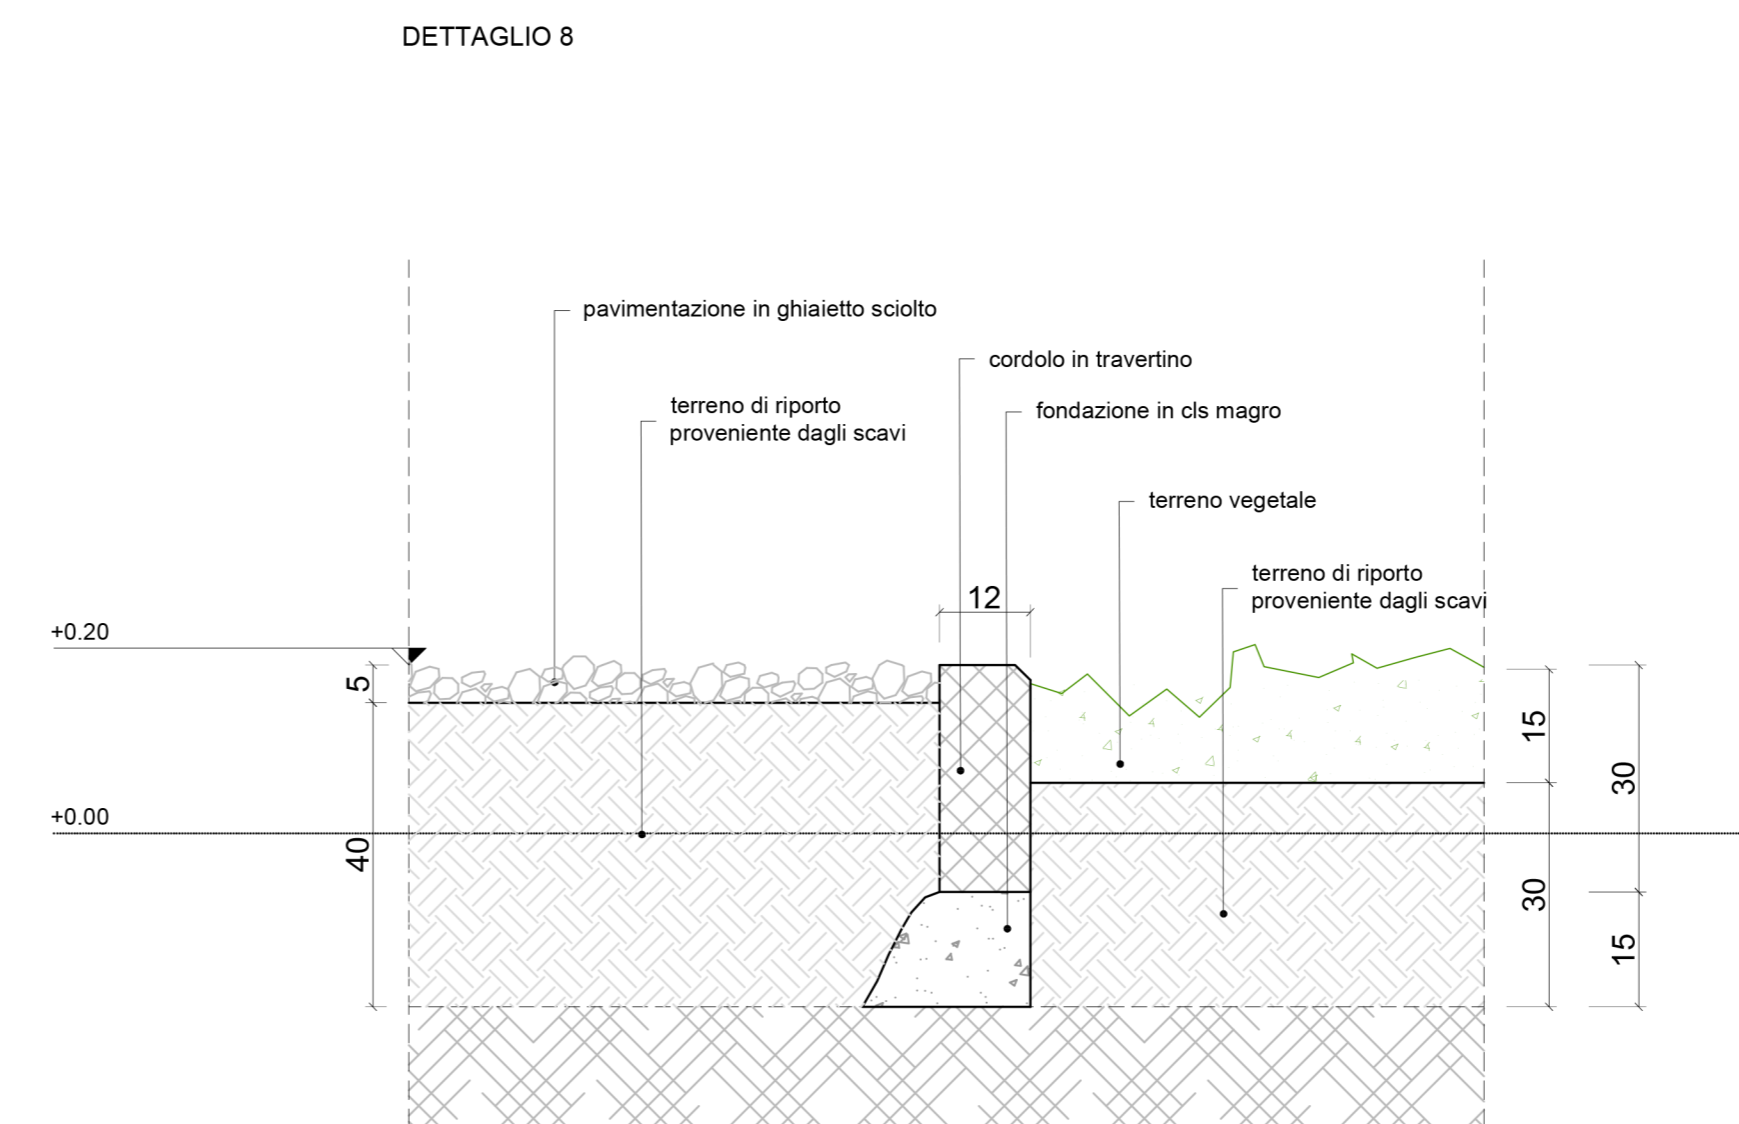 DETTAGLIO 8
pavimentazione in ghiaietto sciolto
cordolo in travertino
terreno di riporto
proveniente dagli scavi
fondazione in cls magro
terreno vegetale
terreno di riporto
proveniente dagli scavi
12
+0.20
5
15
30
+0.00
40
30
15